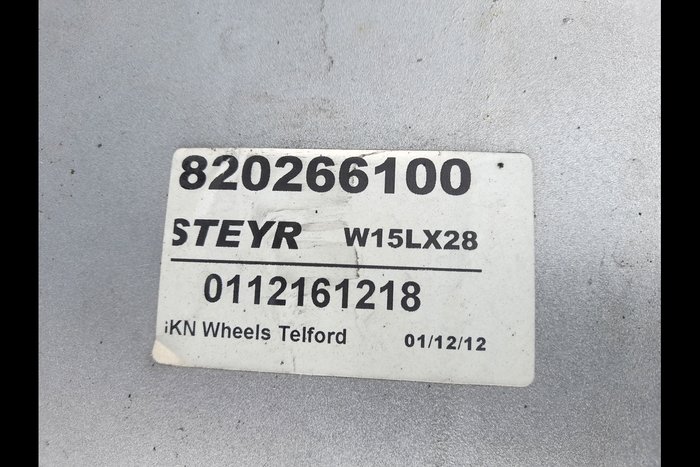 820266100
STEYR W15LX28
0112161218
KN Wheels Telford 01/12/12